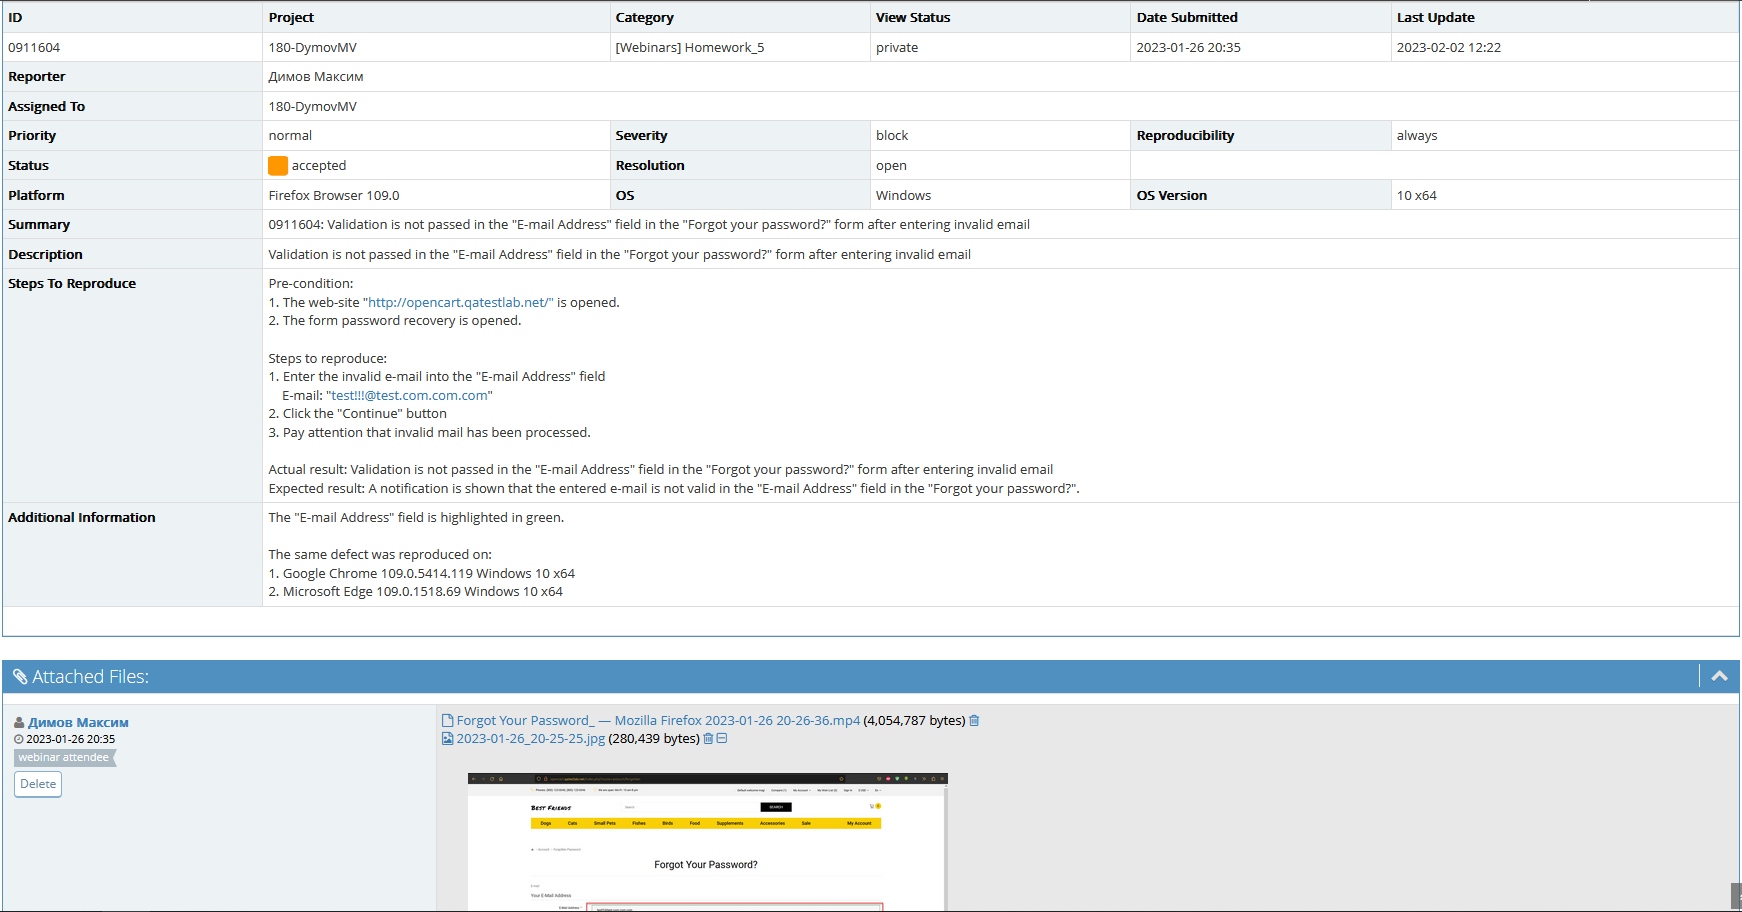 ID Project Category View Status Date Submitted Last Update
0911604 180-DymovMV [Webinars] Homework_5 private 2023-01-26 20:35 2023-02-02 12:22
Reporter Димов Максим
Assigned To 180-DymovMV
Priority normal Severity block Reproducibility always
Status accepted Resolution open
Platform Firefox Browser 109.0 OS Windows OS Version 10 x64
Summary 0911604: Validation is not passed in the "E-mail Address" field in the "Forgot your password?" form after entering invalid email
Description Validation is not passed in the "E-mail Address" field in the "Forgot your password?" form after entering invalid email
Steps To Reproduce Pre-condition:
1. The web-site "http://opencart.qatestlab.net/" is opened.
2. The form password recovery is opened.
Steps to reproduce:
1. Enter the invalid e-mail into the "E-mail Address" field
E-mail: "test!!!@test.com.com.com"
2. Click the "Continue" button
3. Pay attention that invalid mail has been processed.
Actual result: Validation is not passed in the "E-mail Address" field in the "Forgot your password?" form after entering invalid email
Expected result: A notification is shown that the entered e-mail is not valid in the "E-mail Address" field in the "Forgot your password?".
Additional Information The "E-mail Address" field is highlighted in green.
The same defect was reproduced on:
1. Google Chrome 109.0.5414.119 Windows 10 x64
2. Microsoft Edge 109.0.1518.69 Windows 10 x64
Attached Files:
Димов Максим
2023-01-26 20:35
webinar attendee
Delete
Forgot Your Password_ — Mozilla Firefox 2023-01-26 20-26-36.mp4 (4,054,787 bytes)
2023-01-26_20-25-25.jpg (280,439 bytes)
BEST FRIENDS Search SEARCH
Dogs Cats Small Pets Fishes Birds Food Supplements Accessories Sale My Account
Forgot Your Password?
Your E-Mail Address